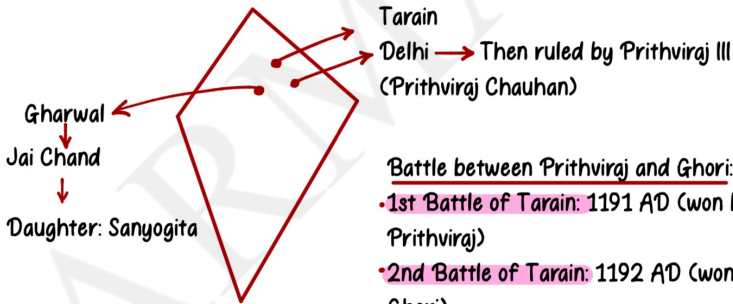 Tarain
Delhi → Then ruled by Prithviraj III
(Prithviraj Chauhan)
Gharwal
Jai Chand
Daughter: Sanyogita
Battle between Prithviraj and Ghori:
1st Battle of Tarain: 1191 AD (won
Prithviraj)
2nd Battle of Tarain: 1192 AD (won